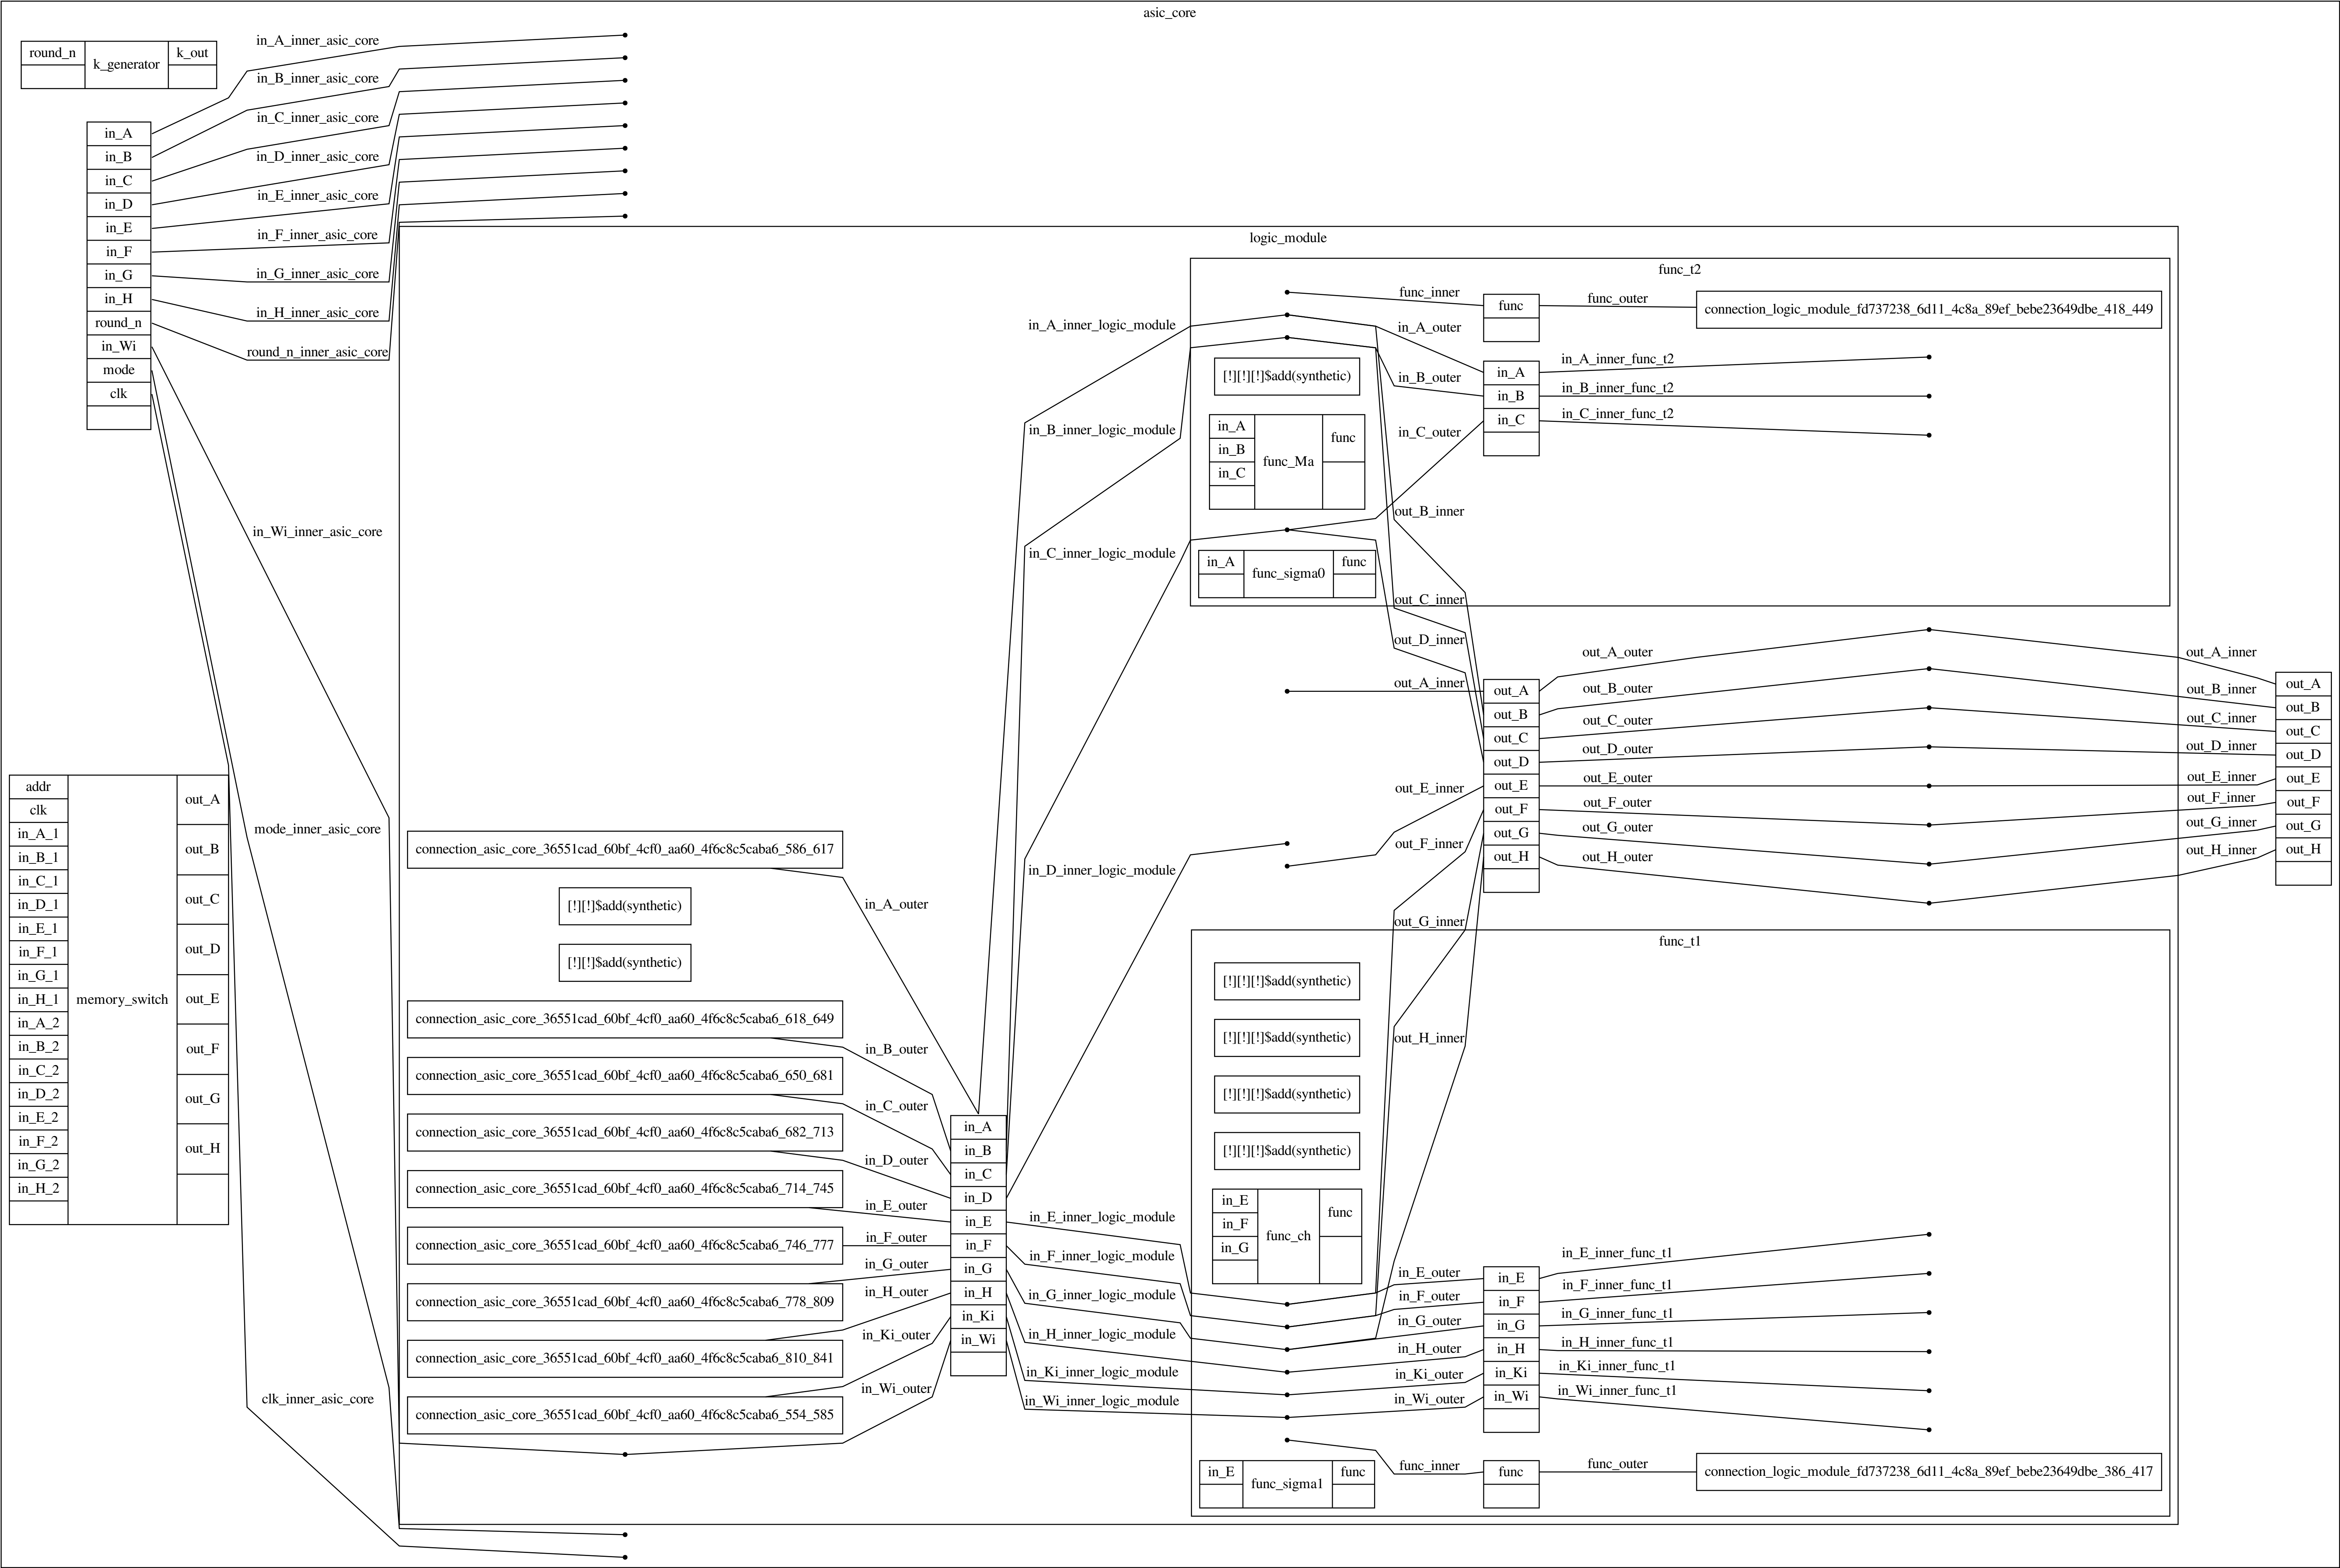 asic_core
round_n
k_generator
k_out
in_A
in_B
in_C
in_D
in_E
in_F
in_G
in_H
round_n
in_Wi
mode
clk
in_A_inner_asic_core
in_B_inner_asic_core
in_C_inner_asic_core
in_D_inner_asic_core
in_E_inner_asic_core
in_F_inner_asic_core
in_G_inner_asic_core
in_H_inner_asic_core
round_n_inner_asic_core
in_Wi_inner_asic_core
mode_inner_asic_core
clk_inner_asic_core
addr
clk
in_A_1
in_B_1
in_C_1
in_D_1
in_E_1
in_F_1
in_G_1
in_H_1
in_A_2
in_B_2
in_C_2
in_D_2
in_E_2
in_F_2
in_G_2
in_H_2
memory_switch
out_A
out_B
out_C
out_D
out_E
out_F
out_G
out_H
logic_module
connection_asic_core_36551cad_60bf_4cf0_aa60_4f6c8c5caba6_586_617
[!][!]$add(synthetic)
[!][!]$add(synthetic)
connection_asic_core_36551cad_60bf_4cf0_aa60_4f6c8c5caba6_618_649
connection_asic_core_36551cad_60bf_4cf0_aa60_4f6c8c5caba6_650_681
connection_asic_core_36551cad_60bf_4cf0_aa60_4f6c8c5caba6_682_713
connection_asic_core_36551cad_60bf_4cf0_aa60_4f6c8c5caba6_714_745
connection_asic_core_36551cad_60bf_4cf0_aa60_4f6c8c5caba6_746_777
connection_asic_core_36551cad_60bf_4cf0_aa60_4f6c8c5caba6_778_809
connection_asic_core_36551cad_60bf_4cf0_aa60_4f6c8c5caba6_810_841
connection_asic_core_36551cad_60bf_4cf0_aa60_4f6c8c5caba6_554_585
in_A_outer
in_B_outer
in_C_outer
in_D_outer
in_E_outer
in_F_outer
in_G_outer
in_H_outer
in_Ki_outer
in_Wi_outer
in_A
in_B
in_C
in_D
in_E
in_F
in_G
in_H
in_Ki
in_Wi
in_A_inner_logic_module
in_B_inner_logic_module
in_C_inner_logic_module
in_D_inner_logic_module
in_E_inner_logic_module
in_F_inner_logic_module
in_G_inner_logic_module
in_H_inner_logic_module
in_Ki_inner_logic_module
in_Wi_inner_logic_module
func_t2
[!][!][!]$add(synthetic)
in_A
in_B
in_C
func_Ma
func
in_A
func_sigma0
func
func_inner
in_A_outer
in_B_outer
in_C_outer
func
in_A
in_B
in_C
func_outer
connection_logic_module_fd737238_6d11_4c8a_89ef_bebe23649dbe_418_449
in_A_inner_func_t2
in_B_inner_func_t2
in_C_inner_func_t2
out_B_inner
out_C_inner
out_D_inner
out_A_inner
out_E_inner
out_F_inner
out_G_inner
out_H_inner
out_A
out_B
out_C
out_D
out_E
out_F
out_G
out_H
out_A_outer
out_B_outer
out_C_outer
out_D_outer
out_E_outer
out_F_outer
out_G_outer
out_H_outer
out_A_inner
out_B_inner
out_C_inner
out_D_inner
out_E_inner
out_F_inner
out_G_inner
out_H_inner
out_A
out_B
out_C
out_D
out_E
out_F
out_G
out_H
func_t1
[!][!][!]$add(synthetic)
[!][!][!]$add(synthetic)
[!][!][!]$add(synthetic)
[!][!][!]$add(synthetic)
in_E
in_F
in_G
func_ch
func
in_E
func_sigma1
func
in_E_outer
in_F_outer
in_G_outer
in_H_outer
in_Ki_outer
in_Wi_outer
func_inner
in_E
in_F
in_G
in_H
in_Ki
in_Wi
func
in_E_inner_func_t1
in_F_inner_func_t1
in_G_inner_func_t1
in_H_inner_func_t1
in_Ki_inner_func_t1
in_Wi_inner_func_t1
func_outer
connection_logic_module_fd737238_6d11_4c8a_89ef_bebe23649dbe_386_417